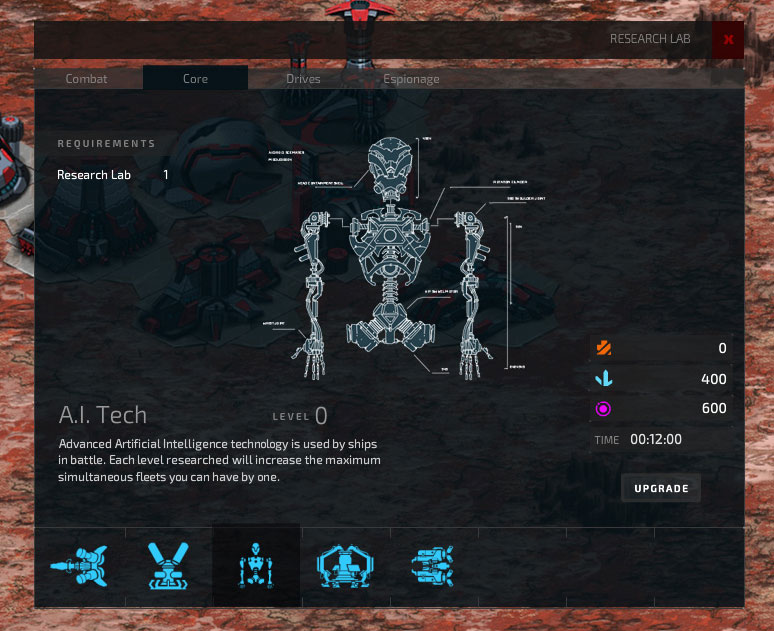 RESEARCH LAB
X
Combat Core Drives Espionage
REQUIREMENTS
Research Lab 1
0
400
600
A.I. Tech LEVEL 0
TIME 00:12:00
Advanced Artificial Intelligence technology is used by ships
in battle. Each level researched will increase the maximum
simultaneous fleets you can have by one.
UPGRADE